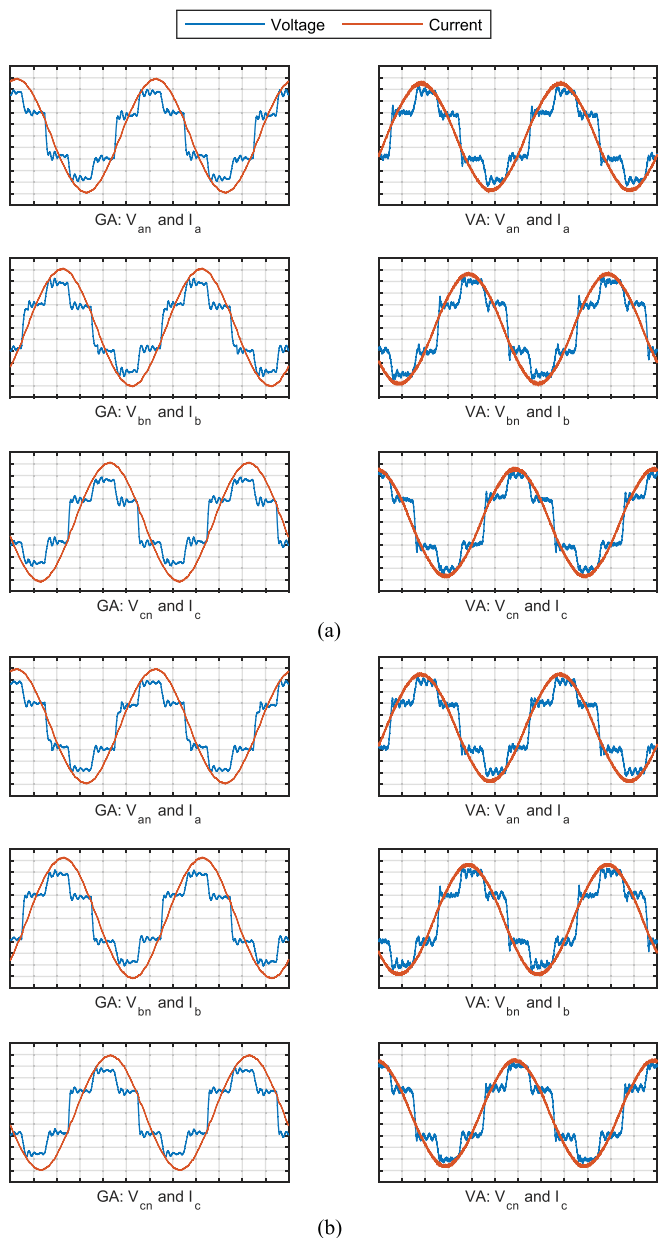 Voltage Current
GA: Van and Ia
VA: Van and Ia
GA: Vbn and Ib
VA: Vbn and Ib
GA: Vcn and Ic
VA: Vcn and Ic
(a)
GA: Van and Ia
VA: Van and Ia
GA: Vbn and Ib
VA: Vbn and Ib
GA: Vcn and Ic
VA: Vcn and Ic
(b)